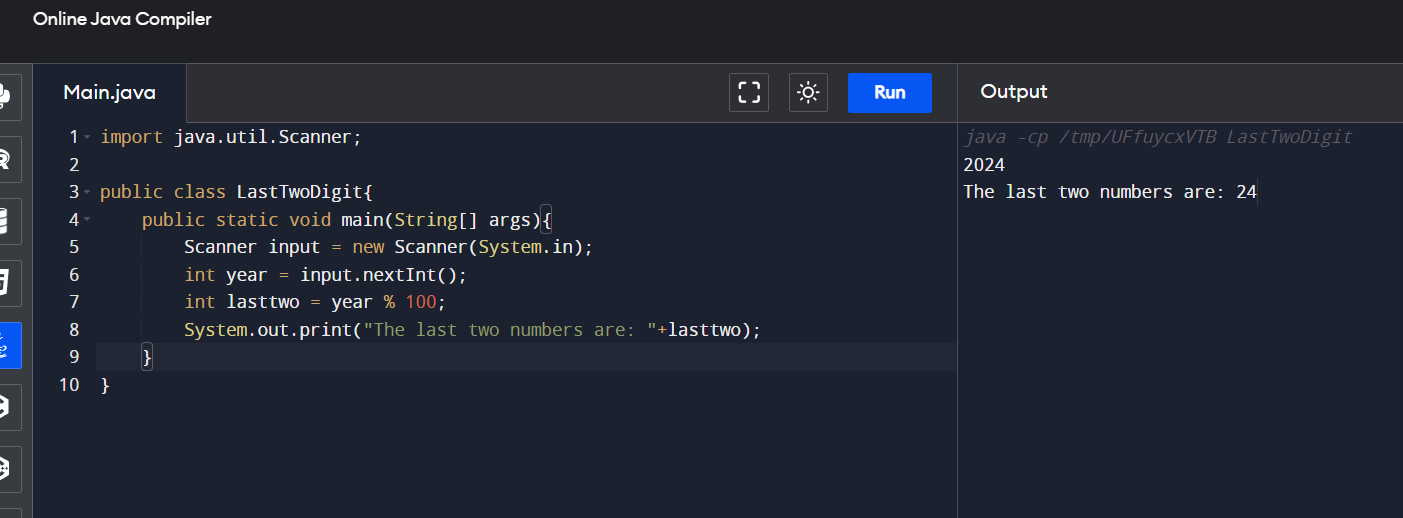 Online Java Compiler
Main.java
Run
Output
1 import java.util.Scanner;
2
3 public class LastTwoDigit{
4     public static void main(String[] args){
5         Scanner input = new Scanner(System.in);
6         int year = input.nextInt();
7         int lasttwo = year % 100;
8         System.out.print("The last two numbers are: "+lasttwo);
9     }
10 }
java -cp /tmp/UFfuycxVTB LastTwoDigit
2024
The last two numbers are: 24